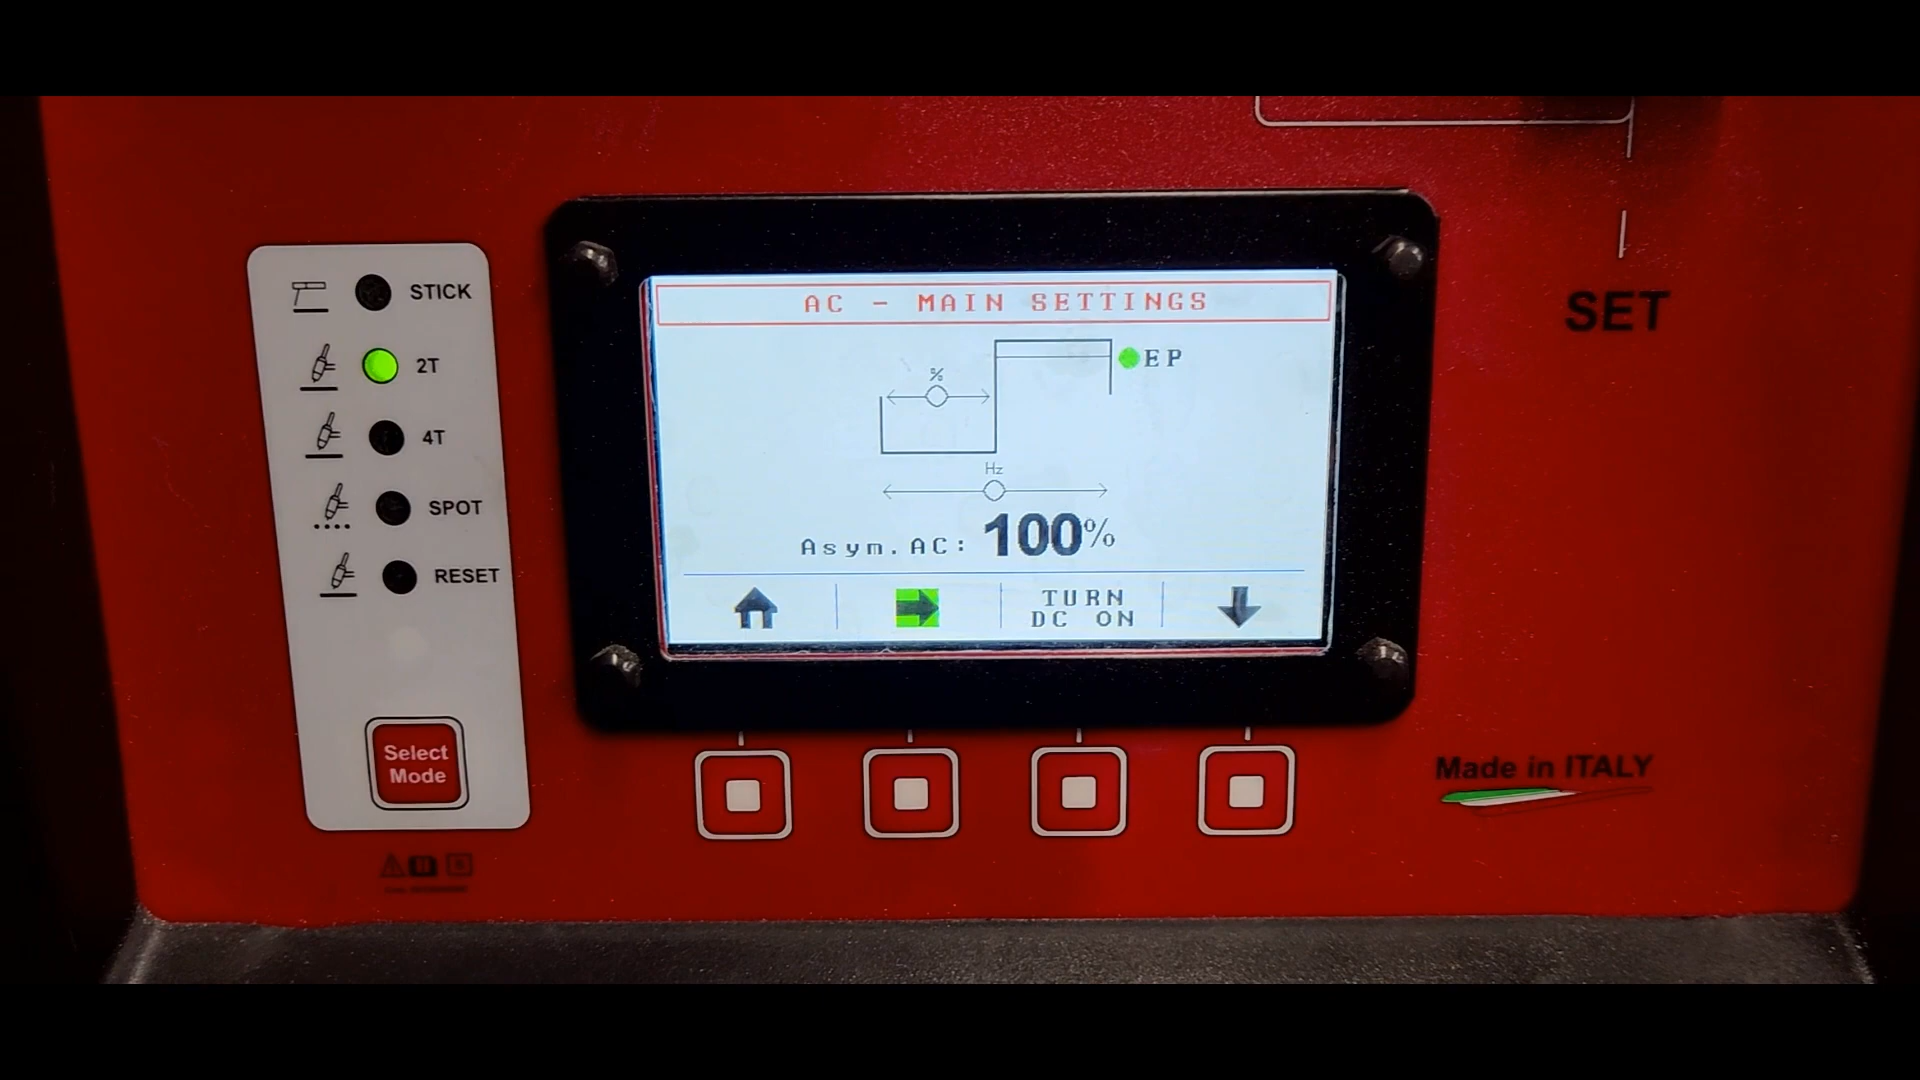 SET
STICK
2T
4T
SPOT
RESET
Select
Mode
AC - MAIN SETTINGS
%
EP
Hz
Asym.AC: 100%
TURN
DC ON
Made in ITALY